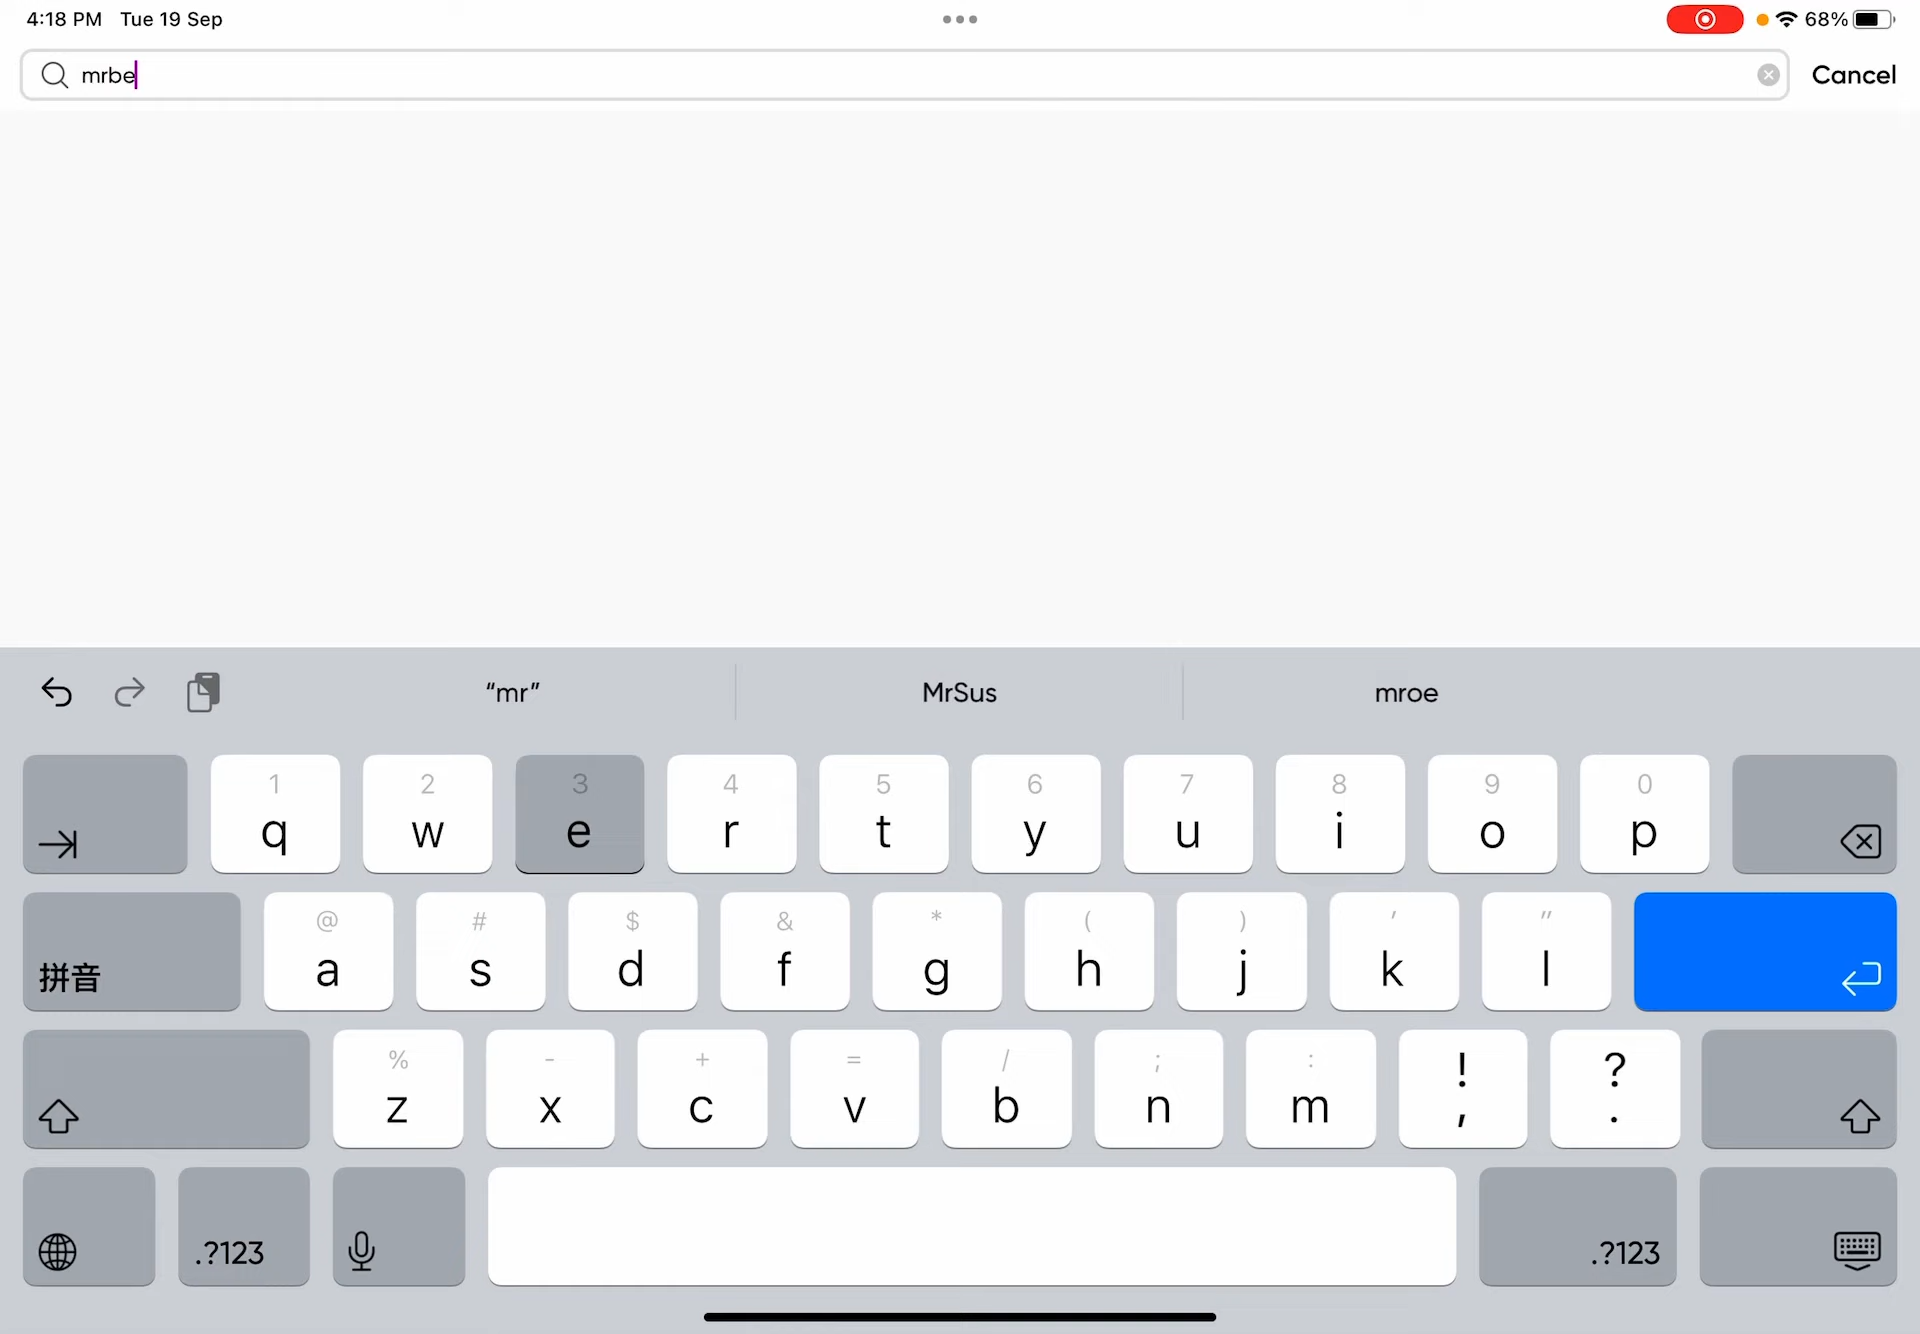 4:18 PM Tue 19 Sep
68%
mrbe
Cancel
“mr” MrSus mroe
1 2 3 4 5 6 7 8 9 0
q w e r t y u i o p
@ # $ & * ( ) ' "
拼音 a s d f g h j k l
% - + = / ; : ! ?
z x c v b n m , .
.?123 .?123